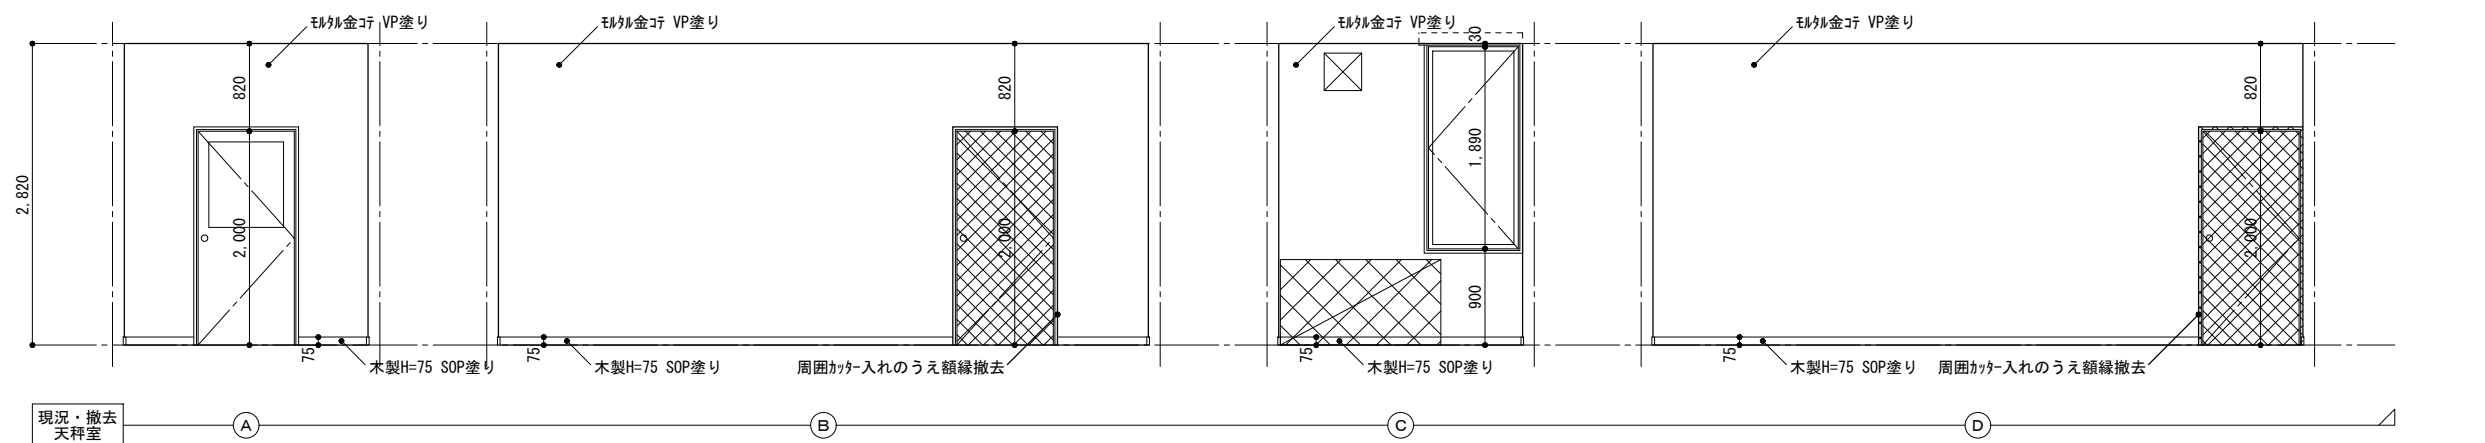 ﾓﾙﾀﾙ金ｺﾃ VP塗り
ﾓﾙﾀﾙ金ｺﾃ VP塗り
ﾓﾙﾀﾙ金ｺﾃ VP塗り
ﾓﾙﾀﾙ金ｺﾃ VP塗り
30
820
820
820
1,890
2,820
2,000
2,000
2,000
900
75
75
75
75
木製H=75 SOP塗り
木製H=75 SOP塗り
周囲ｶｯﾀｰ入れのうえ額縁撤去
木製H=75 SOP塗り
木製H=75 SOP塗り
周囲ｶｯﾀｰ入れのうえ額縁撤去
現況・撤去
天秤室
A
B
C
D